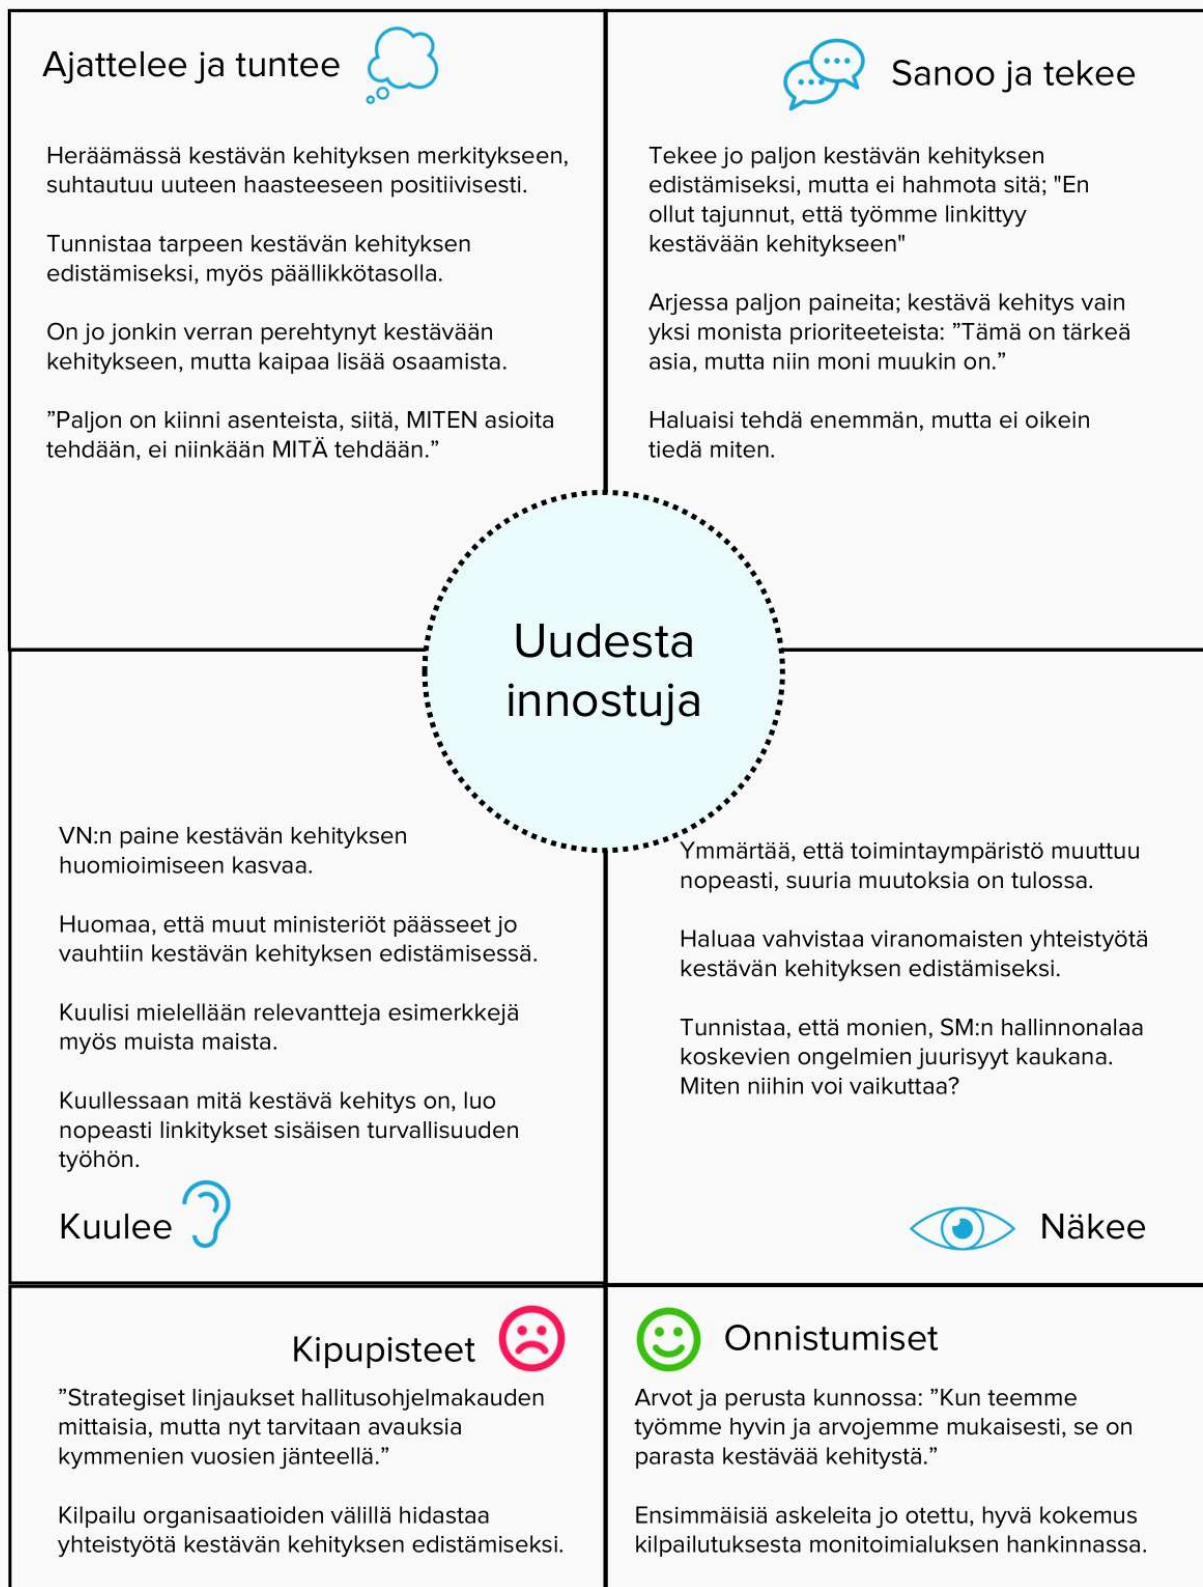 Ajattelee ja tuntee
Heräämässä kestävän kehityksen merkitykseen,
suhtautuu uuteen haasteeseen positiivisesti.
Tunnistaa tarpeen kestävän kehityksen
edistämiseksi, myös päällikkötasolla.
On jo jonkin verran perehtynyt kestävään
kehitykseen, mutta kaipaa lisää osaamista.
”Paljon on kiinni asenteista, siitä, MITEN asioita
tehdään, ei niinkään MITÄ tehdään.”
Sanoo ja tekee
Tekee jo paljon kestävän kehityksen
edistämiseksi, mutta ei hahmota sitä; "En
ollut tajunnut, että työmme linkittyy
kestävään kehitykseen"
Arjessa paljon paineita; kestävä kehitys vain
yksi monista prioriteeteista: ”Tämä on tärkeä
asia, mutta niin moni muukin on.”
Haluaisi tehdä enemmän, mutta ei oikein
tiedä miten.
Uudesta
innostuja
VN:n paine kestävän kehityksen
huomioimiseen kasvaa.
Huomaa, että muut ministeriöt päässeet jo
vauhtiin kestävän kehityksen edistämisessä.
Kuulisi mielellään relevantteja esimerkkejä
myös muista maista.
Kuullessaan mitä kestävä kehitys on, luo
nopeasti linkitykset sisäisen turvallisuuden
työhön.
Kuulee
Ymmärtää, että toimintaympäristö muuttuu
nopeasti, suuria muutoksia on tulossa.
Haluaa vahvistaa viranomaisten yhteistyötä
kestävän kehityksen edistämiseksi.
Tunnistaa, että monien, SM:n hallinnonalaa
koskevien ongelmien juurisyyt kaukana.
Miten niihin voi vaikuttaa?
Näkee
Kipupisteet
”Strategiset linjaukset hallitusohjelmakauden
mittaisia, mutta nyt tarvitaan avauksia
kymmenien vuosien jänteellä.”
Kilpailu organisaatioiden välillä hidastaa
yhteistyötä kestävän kehityksen edistämiseksi.
Onnistumiset
Arvot ja perusta kunnossa: ”Kun teemme
työmme hyvin ja arvojemme mukaisesti, se on
parasta kestävää kehitystä.”
Ensimmäisiä askeleita jo otettu, hyvä kokemus
kilpailutuksesta monitoimialuksen hankinnassa.